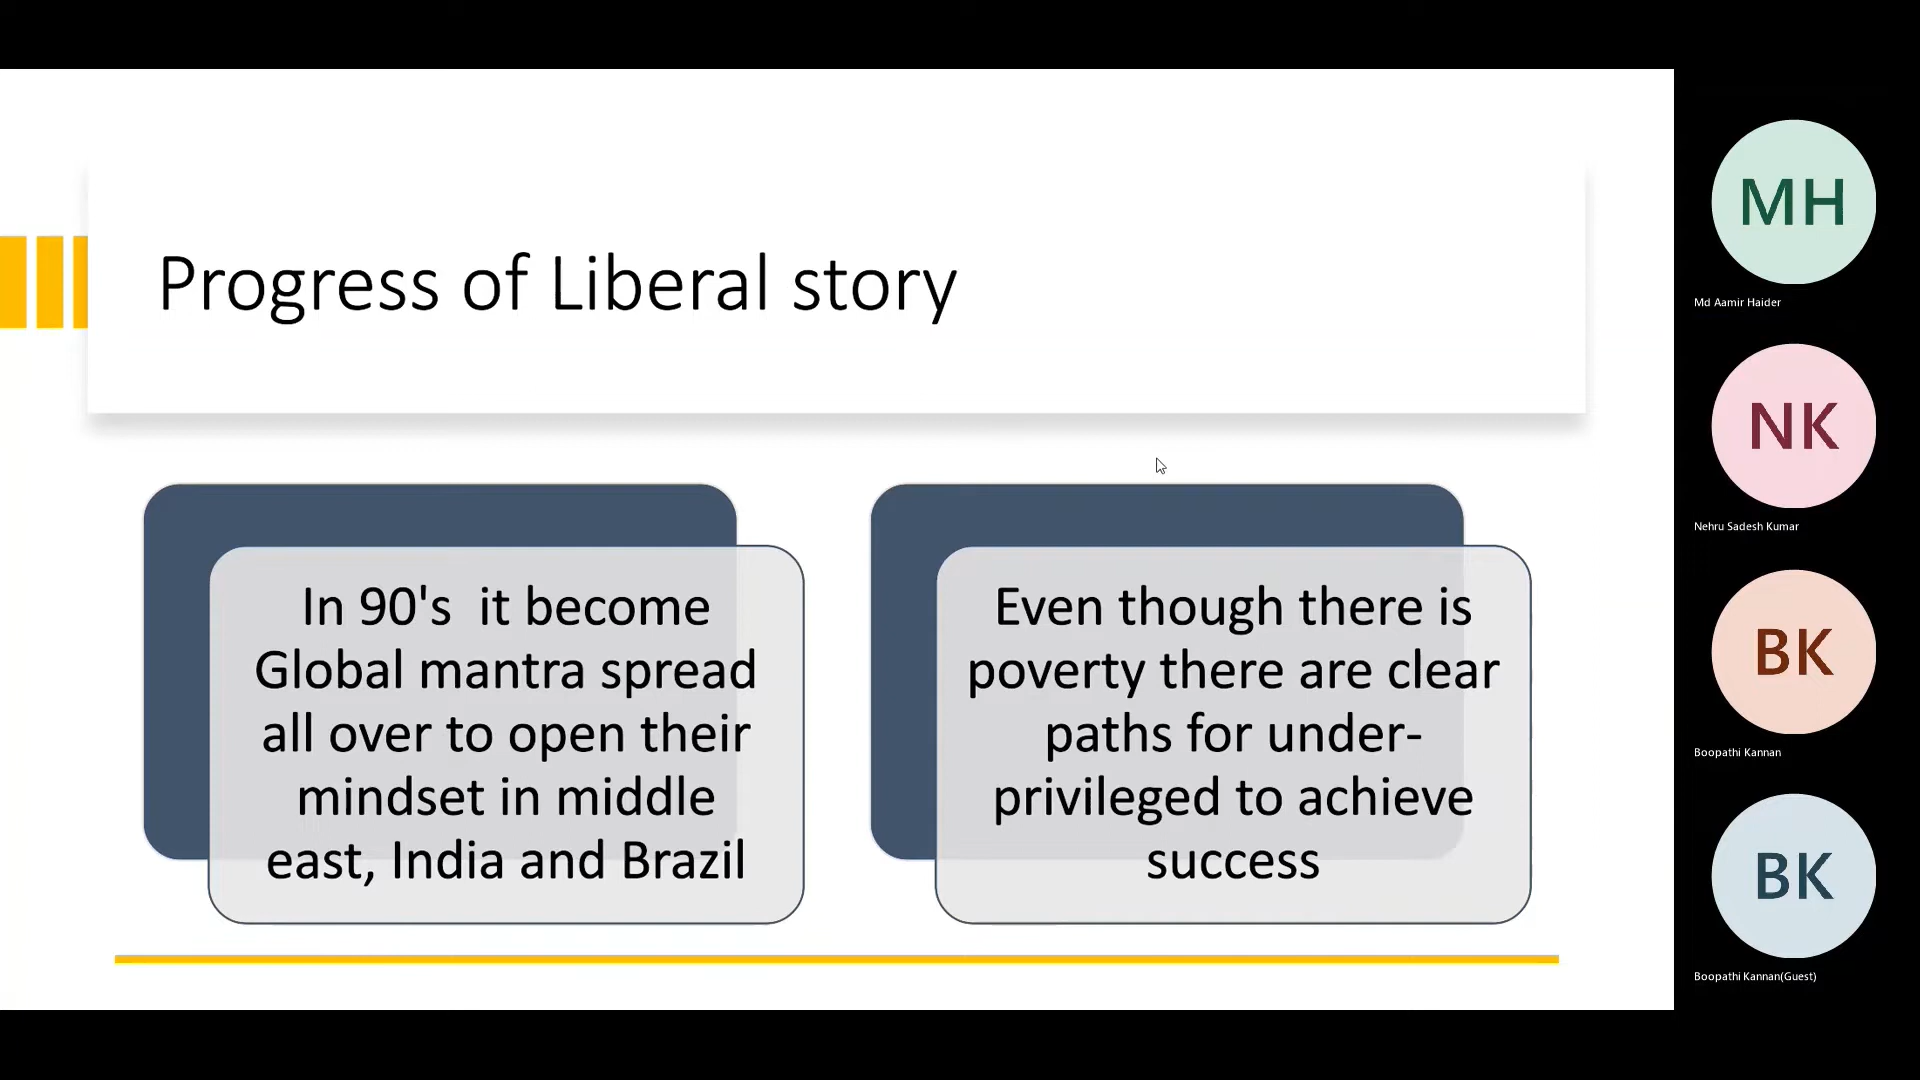 Progress of Liberal story
In 90's  it become
Global mantra spread
all over to open their
mindset in middle
east, India and Brazil
Even though there is
poverty there are clear
paths for under-
privileged to achieve
success
MH
Md Aamir Haider
NK
Nehru Sadesh Kumar
BK
Boopathi Kannan
BK
Boopathi Kannan(Guest)